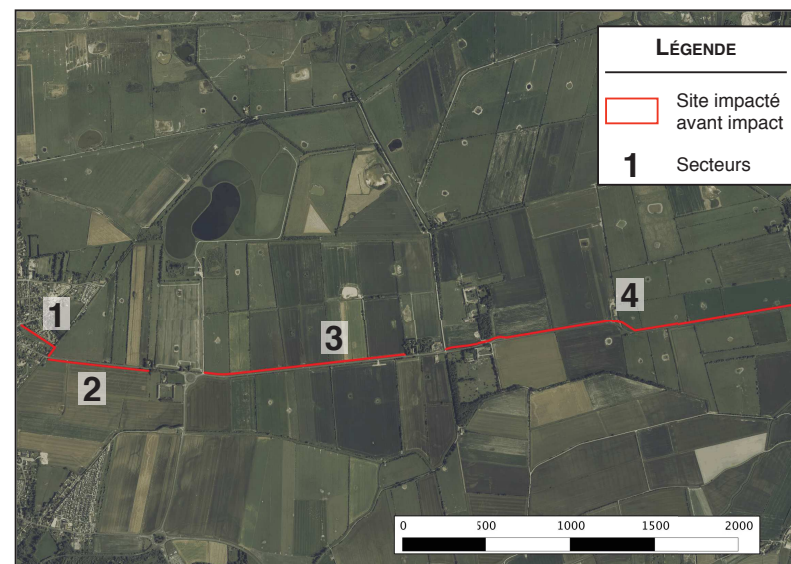 LÉGENDE
Site impacté
avant impact
1 Secteurs
1
2
3
4
0 500 1000 1500 2000